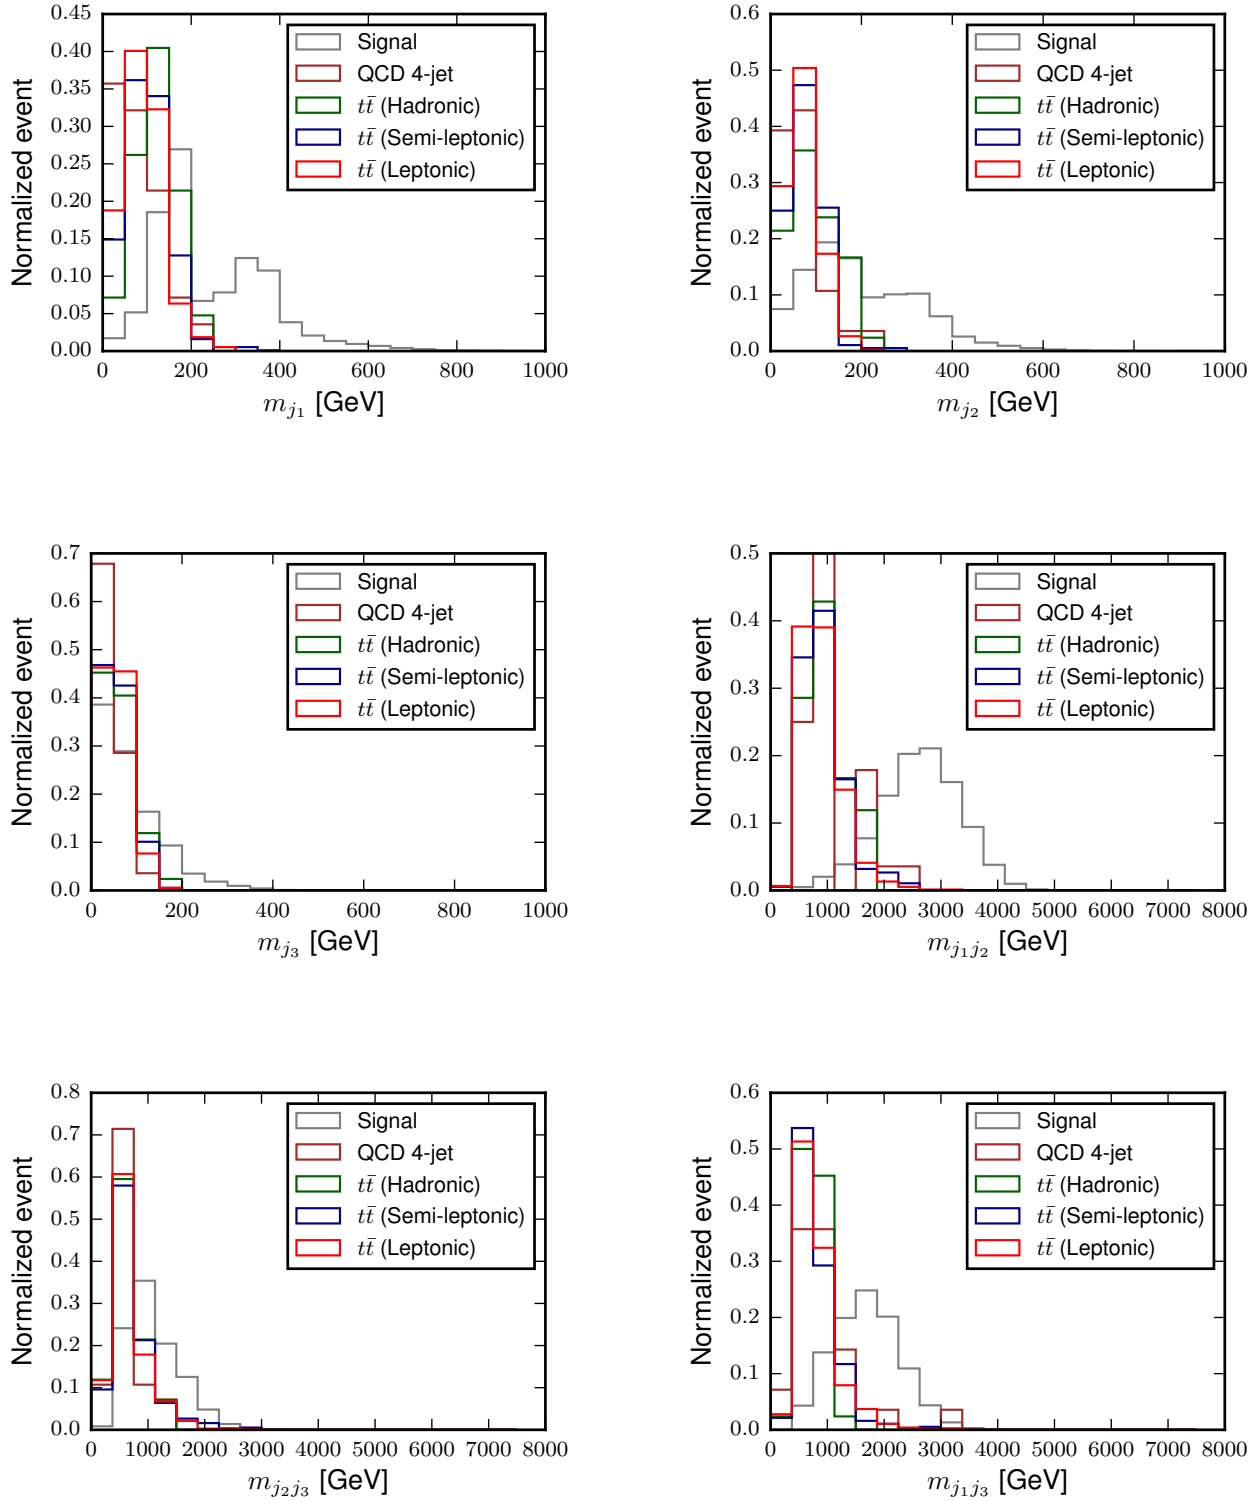 0.45
0.40
0.35
0.30
0.25
0.20
0.15
0.10
0.05
0.00
Normalized event
Signal
QCD 4-jet
tt̄ (Hadronic)
tt̄ (Semi-leptonic)
tt̄ (Leptonic)
0 200 400 600 800 1000
m_{j_1} [GeV]
0.6
0.5
0.4
0.3
0.2
0.1
0.0
Normalized event
Signal
QCD 4-jet
tt̄ (Hadronic)
tt̄ (Semi-leptonic)
tt̄ (Leptonic)
0 200 400 600 800 1000
m_{j_2} [GeV]
0.7
0.6
0.5
0.4
0.3
0.2
0.1
0.0
Normalized event
Signal
QCD 4-jet
tt̄ (Hadronic)
tt̄ (Semi-leptonic)
tt̄ (Leptonic)
0 200 400 600 800 1000
m_{j_3} [GeV]
0.5
0.4
0.3
0.2
0.1
0.0
Normalized event
Signal
QCD 4-jet
tt̄ (Hadronic)
tt̄ (Semi-leptonic)
tt̄ (Leptonic)
0 1000 2000 3000 4000 5000 6000 7000 8000
m_{j_1 j_2} [GeV]
0.8
0.7
0.6
0.5
0.4
0.3
0.2
0.1
0.0
Normalized event
Signal
QCD 4-jet
tt̄ (Hadronic)
tt̄ (Semi-leptonic)
tt̄ (Leptonic)
0 1000 2000 3000 4000 5000 6000 7000 8000
m_{j_2 j_3} [GeV]
0.6
0.5
0.4
0.3
0.2
0.1
0.0
Normalized event
Signal
QCD 4-jet
tt̄ (Hadronic)
tt̄ (Semi-leptonic)
tt̄ (Leptonic)
0 1000 2000 3000 4000 5000 6000 7000 8000
m_{j_1 j_3} [GeV]